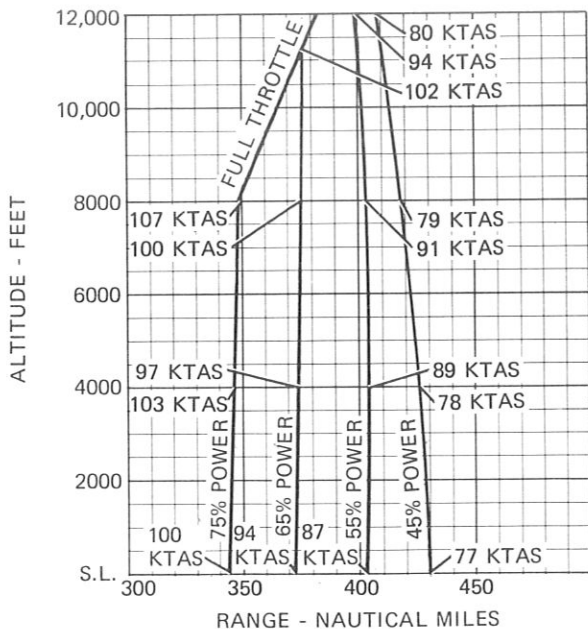 12,000
10,000
8000
6000
4000
2000
S.L.
ALTITUDE - FEET
FULL THROTTLE
80 KTAS
94 KTAS
102 KTAS
107 KTAS
100 KTAS
79 KTAS
91 KTAS
97 KTAS
103 KTAS
89 KTAS
78 KTAS
75% POWER
65% POWER
55% POWER
45% POWER
100
KTAS
94
KTAS
87
KTAS
77 KTAS
300
350
400
450
RANGE - NAUTICAL MILES